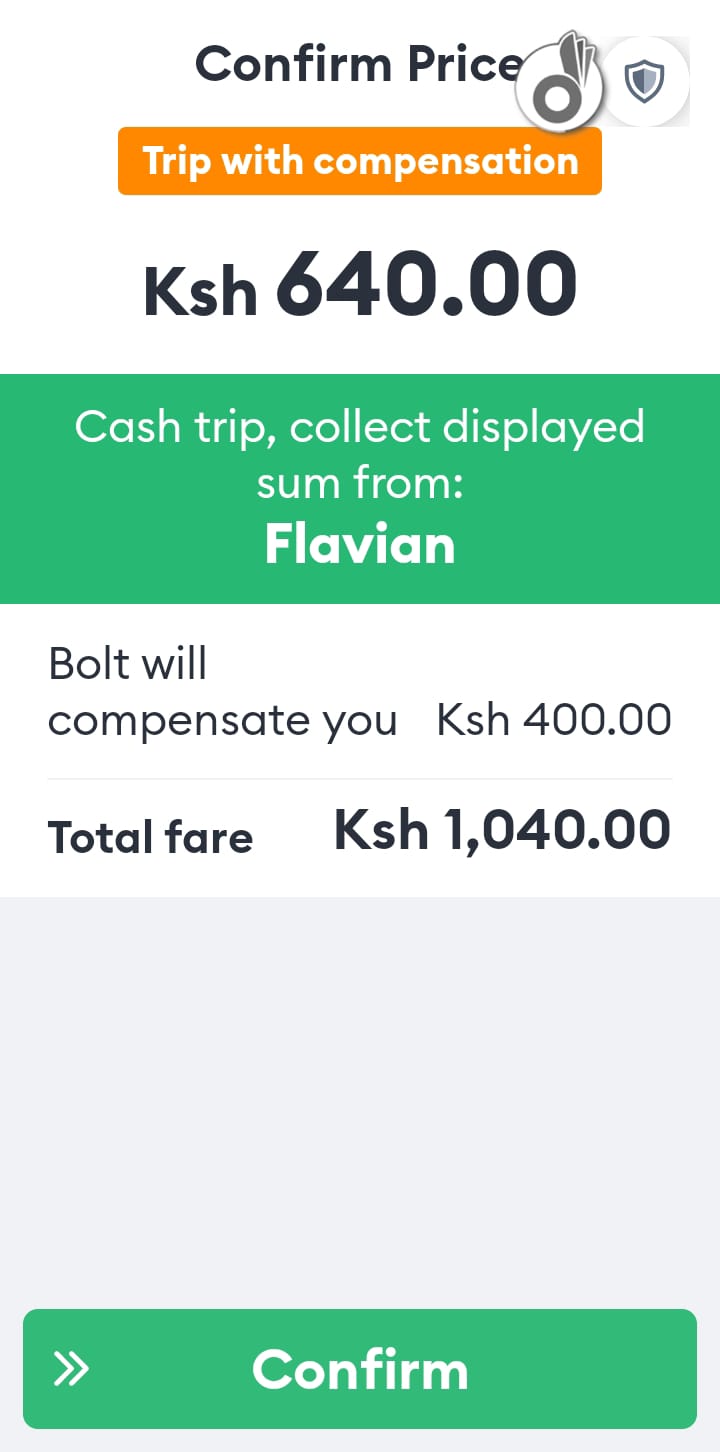 Confirm Price
Trip with compensation
Ksh 640.00
Cash trip, collect displayed
sum from:
Flavian
Bolt will
compensate you Ksh 400.00
Total fare Ksh 1,040.00
Confirm